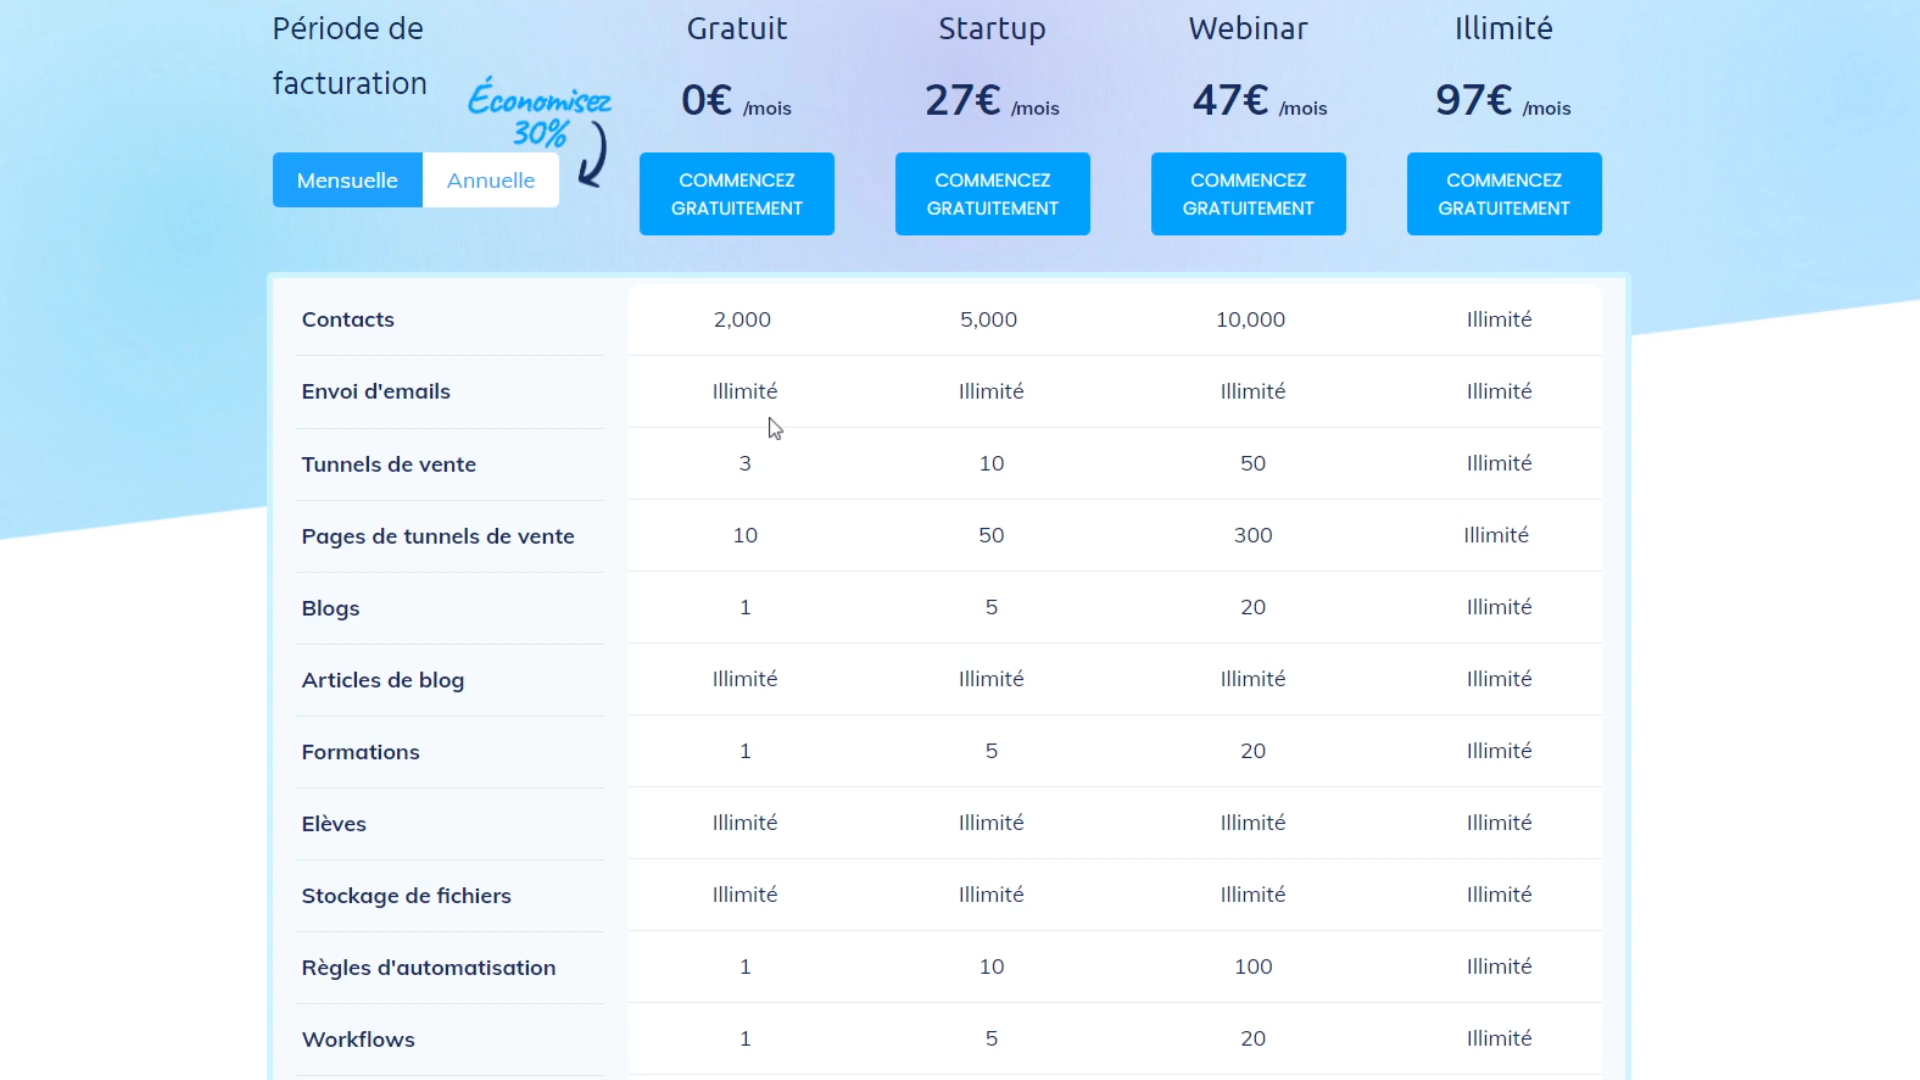 Période de
facturation
Économisez
30%
Mensuelle
Annuelle
Gratuit
0€ /mois
COMMENCEZ
GRATUITEMENT
Startup
27€ /mois
COMMENCEZ
GRATUITEMENT
Webinar
47€ /mois
COMMENCEZ
GRATUITEMENT
Illimité
97€ /mois
COMMENCEZ
GRATUITEMENT
Contacts 2,000 5,000 10,000 Illimité
Envoi d'emails Illimité Illimité Illimité Illimité
Tunnels de vente 3 10 50 Illimité
Pages de tunnels de vente 10 50 300 Illimité
Blogs 1 5 20 Illimité
Articles de blog Illimité Illimité Illimité Illimité
Formations 1 5 20 Illimité
Elèves Illimité Illimité Illimité Illimité
Stockage de fichiers Illimité Illimité Illimité Illimité
Règles d'automatisation 1 10 100 Illimité
Workflows 1 5 20 Illimité